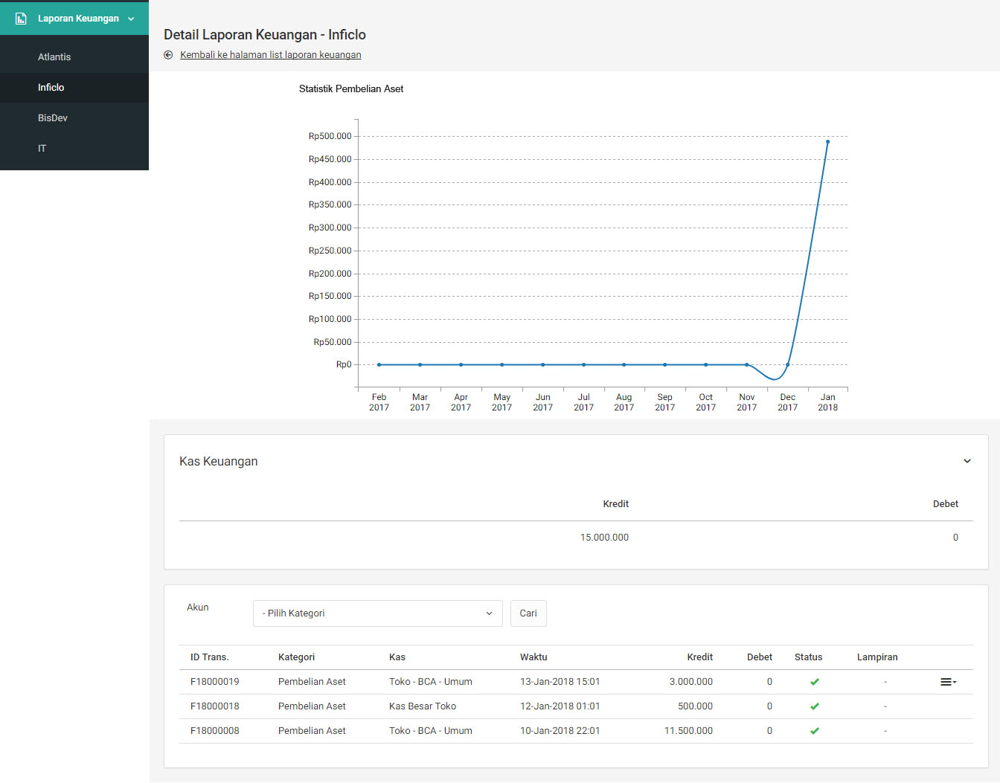 Laporan Keuangan
Atlantis
Inficlo
BisDev
IT
Detail Laporan Keuangan - Inficlo
Kembali ke halaman list laporan keuangan
Statistik Pembelian Aset
Rp500.000
Rp450.000
Rp400.000
Rp350.000
Rp300.000
Rp250.000
Rp200.000
Rp150.000
Rp100.000
Rp50.000
Rp0
Feb Mar Apr May Jun Jul Aug Sep Oct Nov Dec Jan
2017 2017 2017 2017 2017 2017 2017 2017 2017 2017 2017 2018
Kas Keuangan
Kredit Debet
15.000.000 0
Akun - Pilih Kategori Cari
ID Trans. Kategori Kas Waktu Kredit Debet Status Lampiran
F18000019 Pembelian Aset Toko - BCA - Umum 13-Jan-2018 15:01 3.000.000 0 -
F18000018 Pembelian Aset Kas Besar Toko 12-Jan-2018 01:01 500.000 0 -
F18000008 Pembelian Aset Toko - BCA - Umum 10-Jan-2018 22:01 11.500.000 0 -